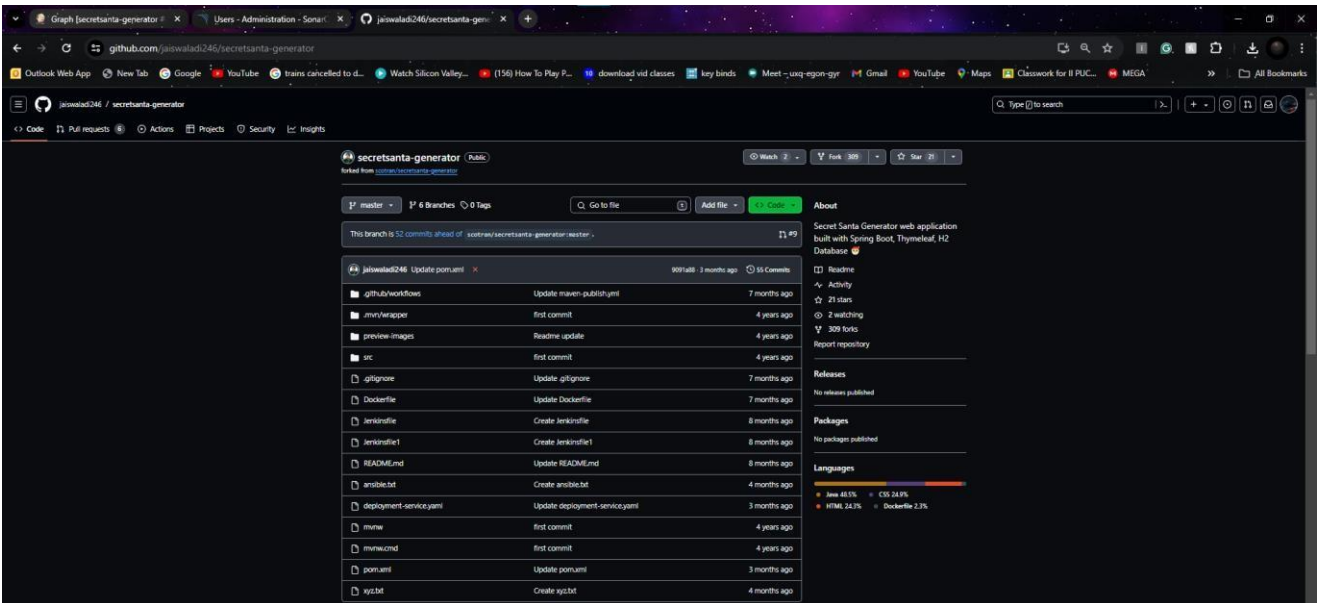 Graph [secretsanta-generator # Users - Administration - SonarC jaiswaladi246/secretsanta-gene
github.com/jaiswaladi246/secretsanta-generator
Outlook Web App New Tab Google YouTube trains cancelled to d... Watch Silicon Valley... (156) How To Play P... download vid classes key binds Meet – uxq-egon-gyr Gmail YouTube Maps Classwork for II PUC... MEGA » All Bookmarks
jaiswaladi246 / secretsanta-generator Type / to search
<> Code Pull requests 6 Actions Projects Security Insights
secretsanta-generator Public Watch 2 Fork 309 Star 21
forked from scotran/secretsanta-generator
master 6 Branches 0 Tags Go to file t Add file <> Code About
Secret Santa Generator web application
built with Spring Boot, Thymeleaf, H2
Database
This branch is 52 commits ahead of scotran/secretsanta-generator:master . #9
jaiswaladi246 Update pom.xml 9091a88 · 3 months ago 55 Commits
Readme
Activity
21 stars
2 watching
309 forks
Report repository
.github/workflows Update maven-publish.yml 7 months ago
.mvn/wrapper first commit 4 years ago
preview-images Readme update 4 years ago
src first commit 4 years ago
.gitignore Update .gitignore 7 months ago
Dockerfile Update Dockerfile 7 months ago
Jenkinsfile Create Jenkinsfile 8 months ago
Jenkinsfile1 Create Jenkinsfile1 8 months ago
README.md Update README.md 8 months ago
ansible.txt Create ansible.txt 4 months ago
deployment-service.yaml Update deployment-service.yaml 3 months ago
mvnw first commit 4 years ago
mvnw.cmd first commit 4 years ago
pom.xml Update pom.xml 3 months ago
xyz.txt Create xyz.txt 4 months ago
Releases
No releases published
Packages
No packages published
Languages
Java 48.5% CSS 24.9%
HTML 24.3% Dockerfile 2.3%